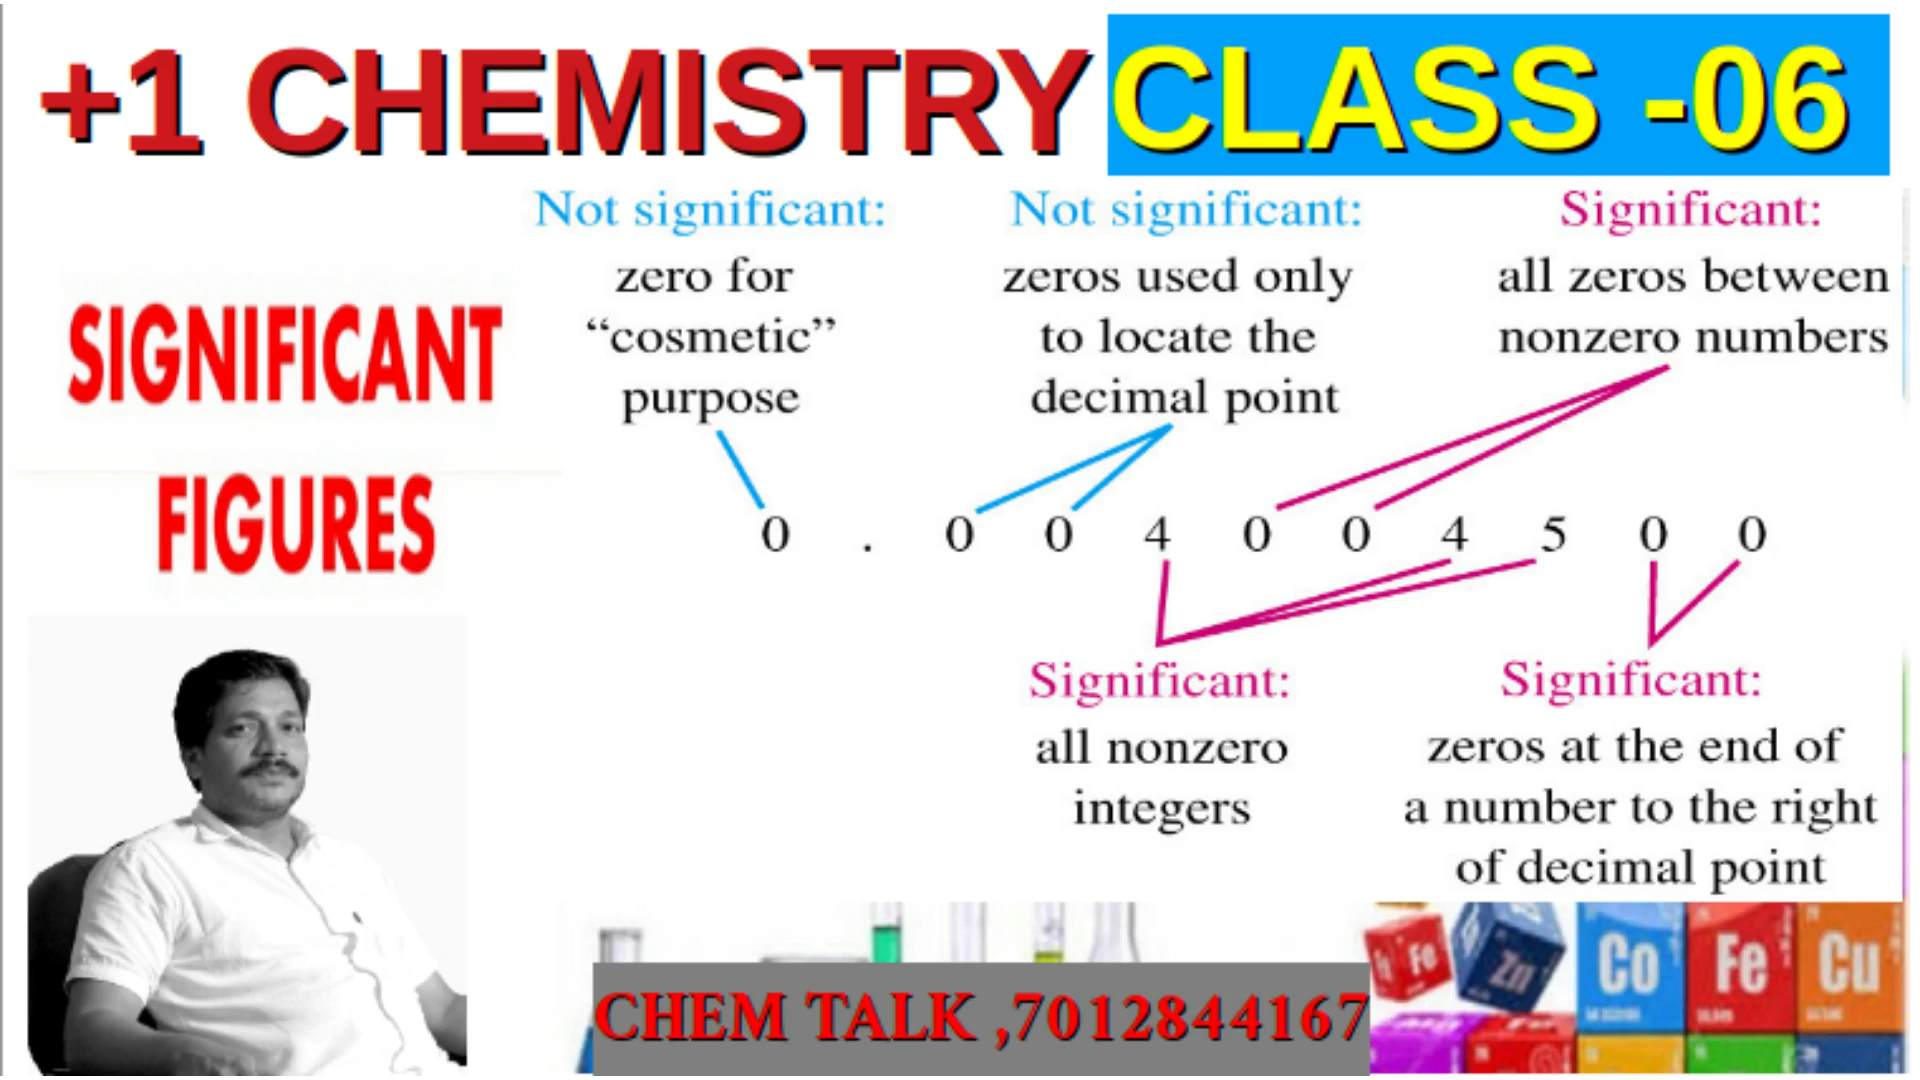 +1 CHEMISTRY CLASS -06
SIGNIFICANT
FIGURES
Not significant:
zero for
“cosmetic”
purpose
Not significant:
zeros used only
to locate the
decimal point
Significant:
all zeros between
nonzero numbers
0 . 0 0 4 0 0 4 5 0 0
Significant:
all nonzero
integers
Significant:
zeros at the end of
a number to the right
of decimal point
CHEM TALK ,7012844167
Fe
Zn
Co
Fe
Cu